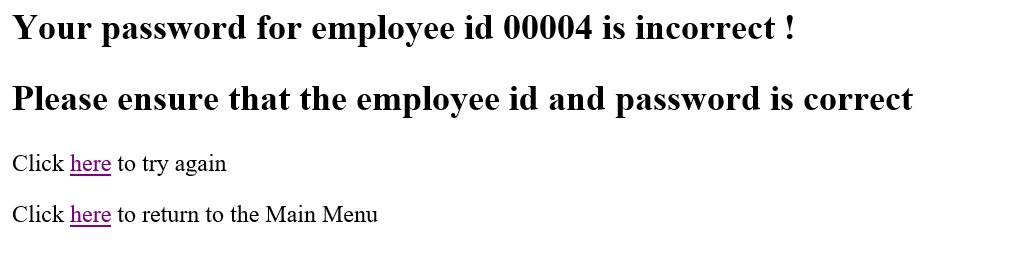 Your password for employee id 00004 is incorrect !
Please ensure that the employee id and password is correct
Click here to try again
Click here to return to the Main Menu